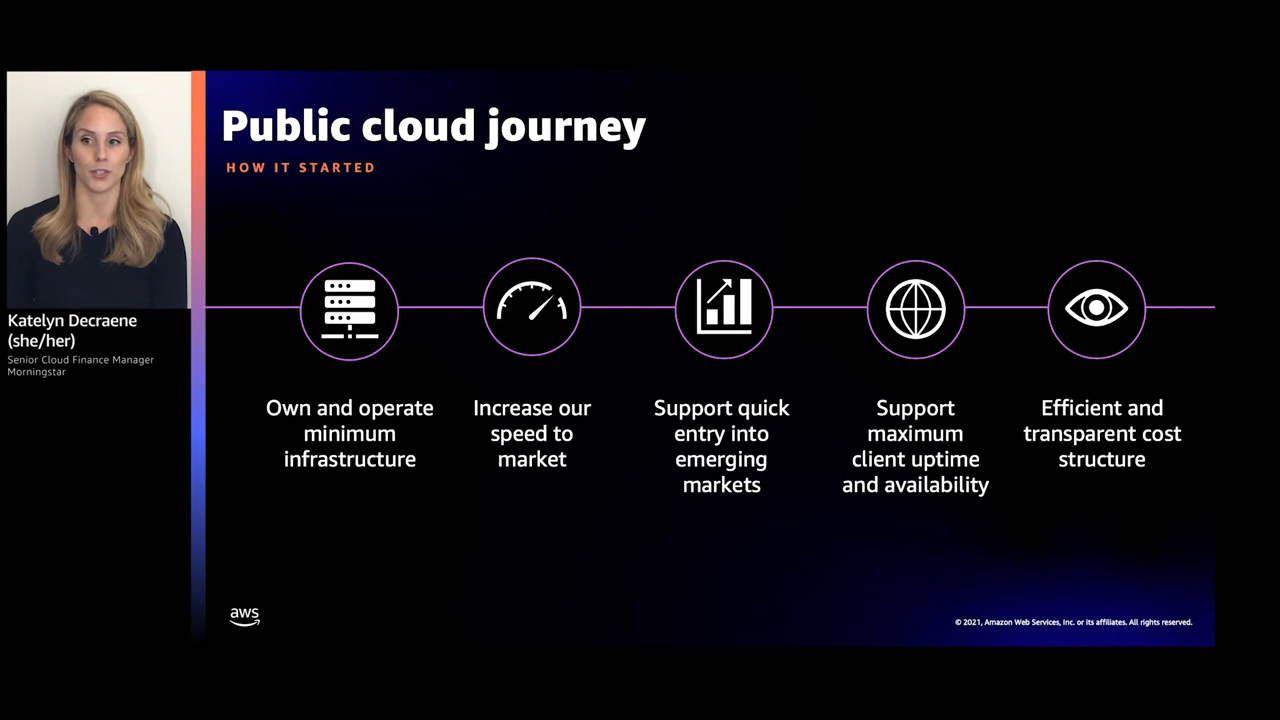 Public cloud journey
HOW IT STARTED
Katelyn Decraene
(she/her)
Senior Cloud Finance Manager
Morningstar
Own and operate
minimum
infrastructure
Increase our
speed to
market
Support quick
entry into
emerging
markets
Support
maximum
client uptime
and availability
Efficient and
transparent cost
structure
aws
© 2021, Amazon Web Services, Inc. or its affiliates. All rights reserved.